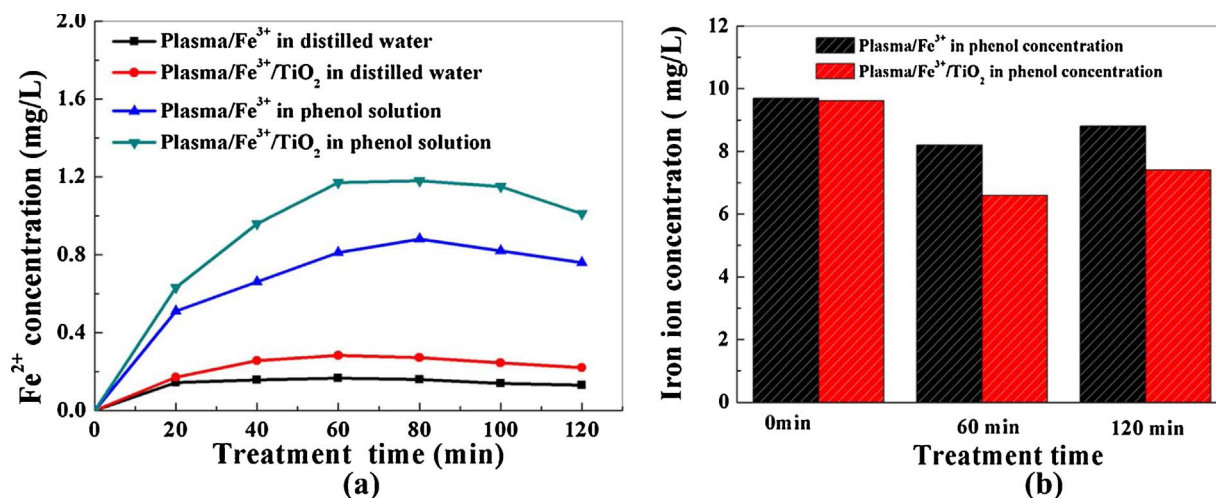 2.0
1.6
1.2
0.8
0.4
0.0
Fe²⁺ concentration (mg/L)
Plasma/Fe³⁺ in distilled water
Plasma/Fe³⁺/TiO₂ in distilled water
Plasma/Fe³⁺ in phenol solution
Plasma/Fe³⁺/TiO₂ in phenol solution
0 20 40 60 80 100 120
Treatment time (min)
(a)
12
10
8
6
4
2
0
Iron ion concentraton ( mg/L)
Plasma/Fe³⁺ in phenol concentration
Plasma/Fe³⁺/TiO₂ in phenol concentration
0min 60 min 120 min
Treatment time
(b)